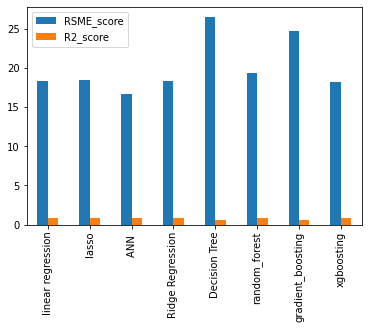 RSME_score
R2_score
25
20
15
10
5
0
linear regression
lasso
ANN
Ridge Regression
Decision Tree
random_forest
gradient_boosting
xgboosting